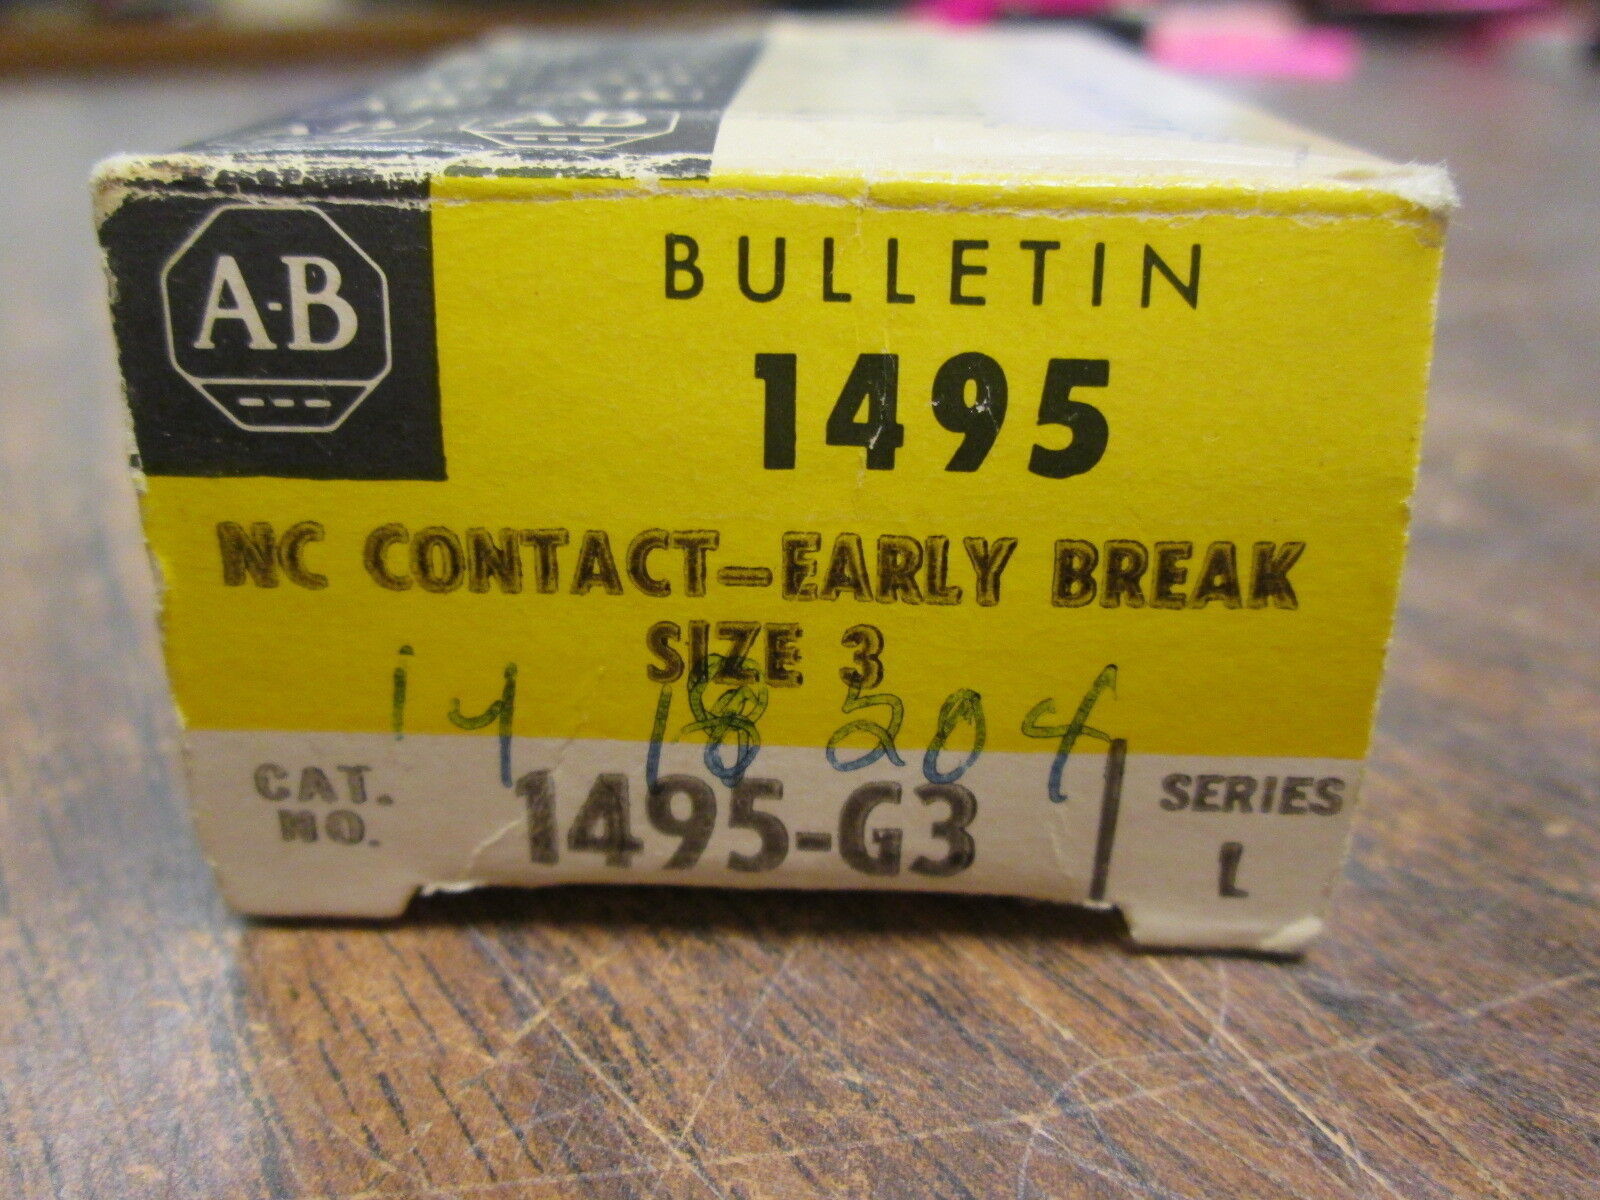 A-B
A-B
BULLETIN
1495
NC CONTACT-EARLY BREAK
SIZE 3
CAT.
NO.
1495-G3
SERIES
L